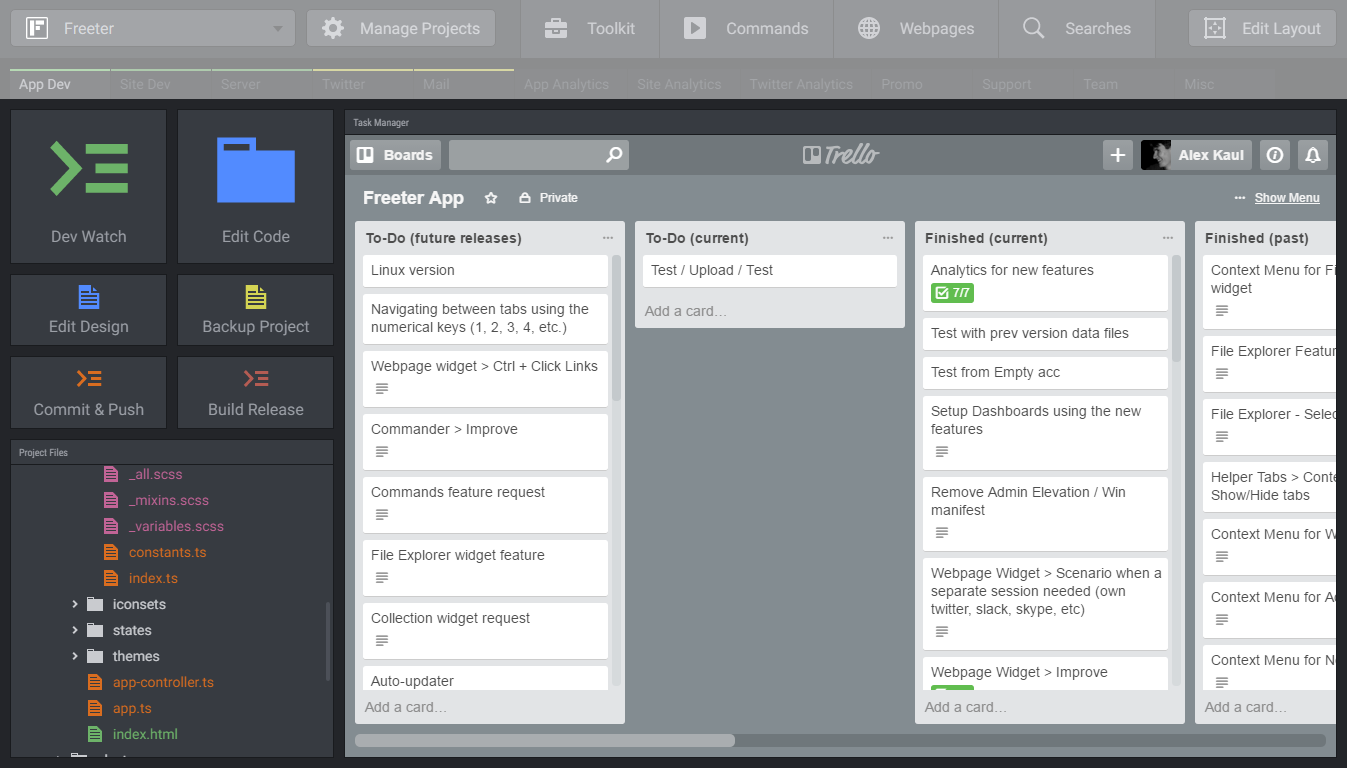 Freeter
Manage Projects
Toolkit
Commands
Webpages
Searches
Edit Layout
App Dev
Site Dev
Server
Twitter
Mail
App Analytics
Site Analytics
Twitter Analytics
Promo
Support
Team
Misc
Dev Watch
Edit Code
Edit Design
Backup Project
Commit & Push
Build Release
Project Files
_all.scss
_mixins.scss
_variables.scss
constants.ts
index.ts
iconsets
states
themes
app-controller.ts
app.ts
index.html
Task Manager
Boards
Trello
Alex Kaul
Freeter App
Private
Show Menu
To-Do (future releases)
Linux version
Navigating between tabs using the
numerical keys (1, 2, 3, 4, etc.)
Webpage widget > Ctrl + Click Links
Commander > Improve
Commands feature request
File Explorer widget feature
Collection widget request
Auto-updater
Add a card…
To-Do (current)
Test / Upload / Test
Add a card…
Finished (current)
Analytics for new features
7/7
Test with prev version data files
Test from Empty acc
Setup Dashboards using the new
features
Remove Admin Elevation / Win
manifest
Webpage Widget > Scenario when a
separate session needed (own
twitter, slack, skype, etc)
Webpage Widget > Improve
Add a card…
Finished (past)
Context Menu for Fi
widget
File Explorer Featur
File Explorer - Selec
Helper Tabs > Conte
Show/Hide tabs
Context Menu for W
Context Menu for Ac
Context Menu for No
Add a card…